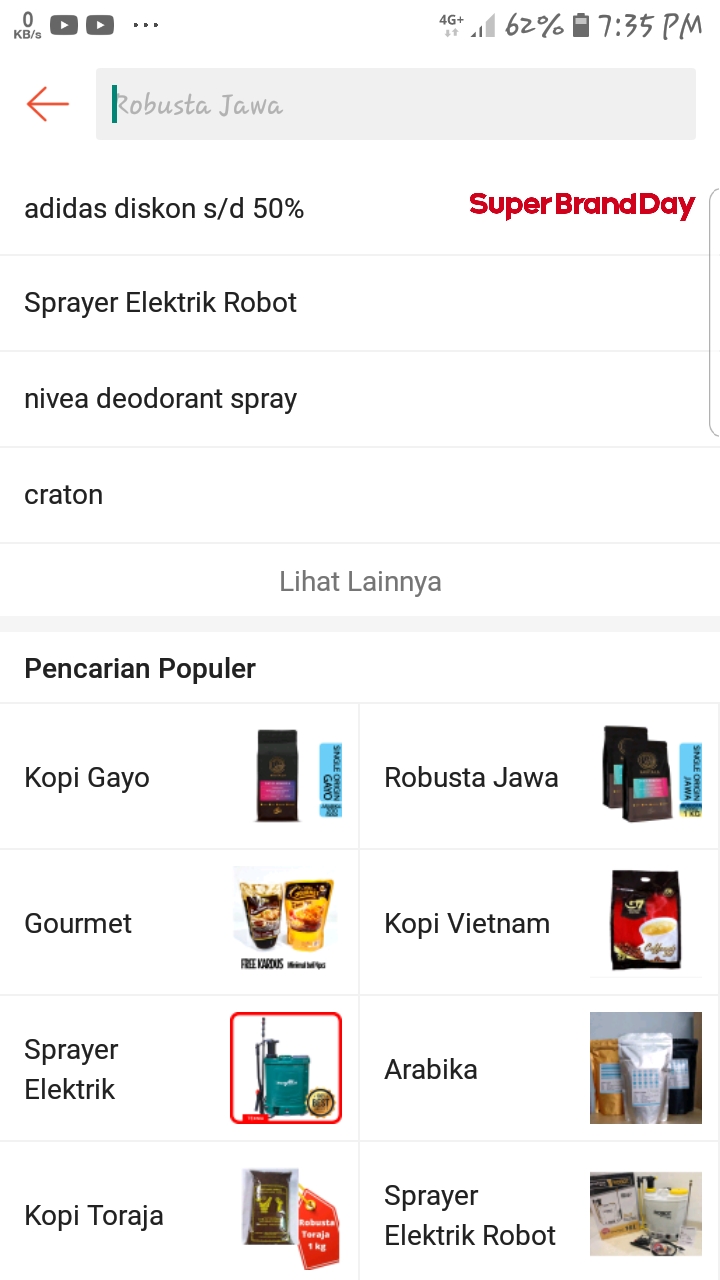 0
KB/s
4G+
62%
7:35 PM
Robusta Jawa
adidas diskon s/d 50%
SuperBrandDay
Sprayer Elektrik Robot
nivea deodorant spray
craton
Lihat Lainnya
Pencarian Populer
Kopi Gayo
SINGLE ORIGIN
GAYO
Robusta Jawa
SINGLE ORIGIN
JAWA
1 KG
Gourmet
FREE KARDUS
Kopi Vietnam
G7
Sprayer
Elektrik
BEST
Arabika
Kopi Toraja
Robusta
Toraja
1 kg
Sprayer
Elektrik Robot